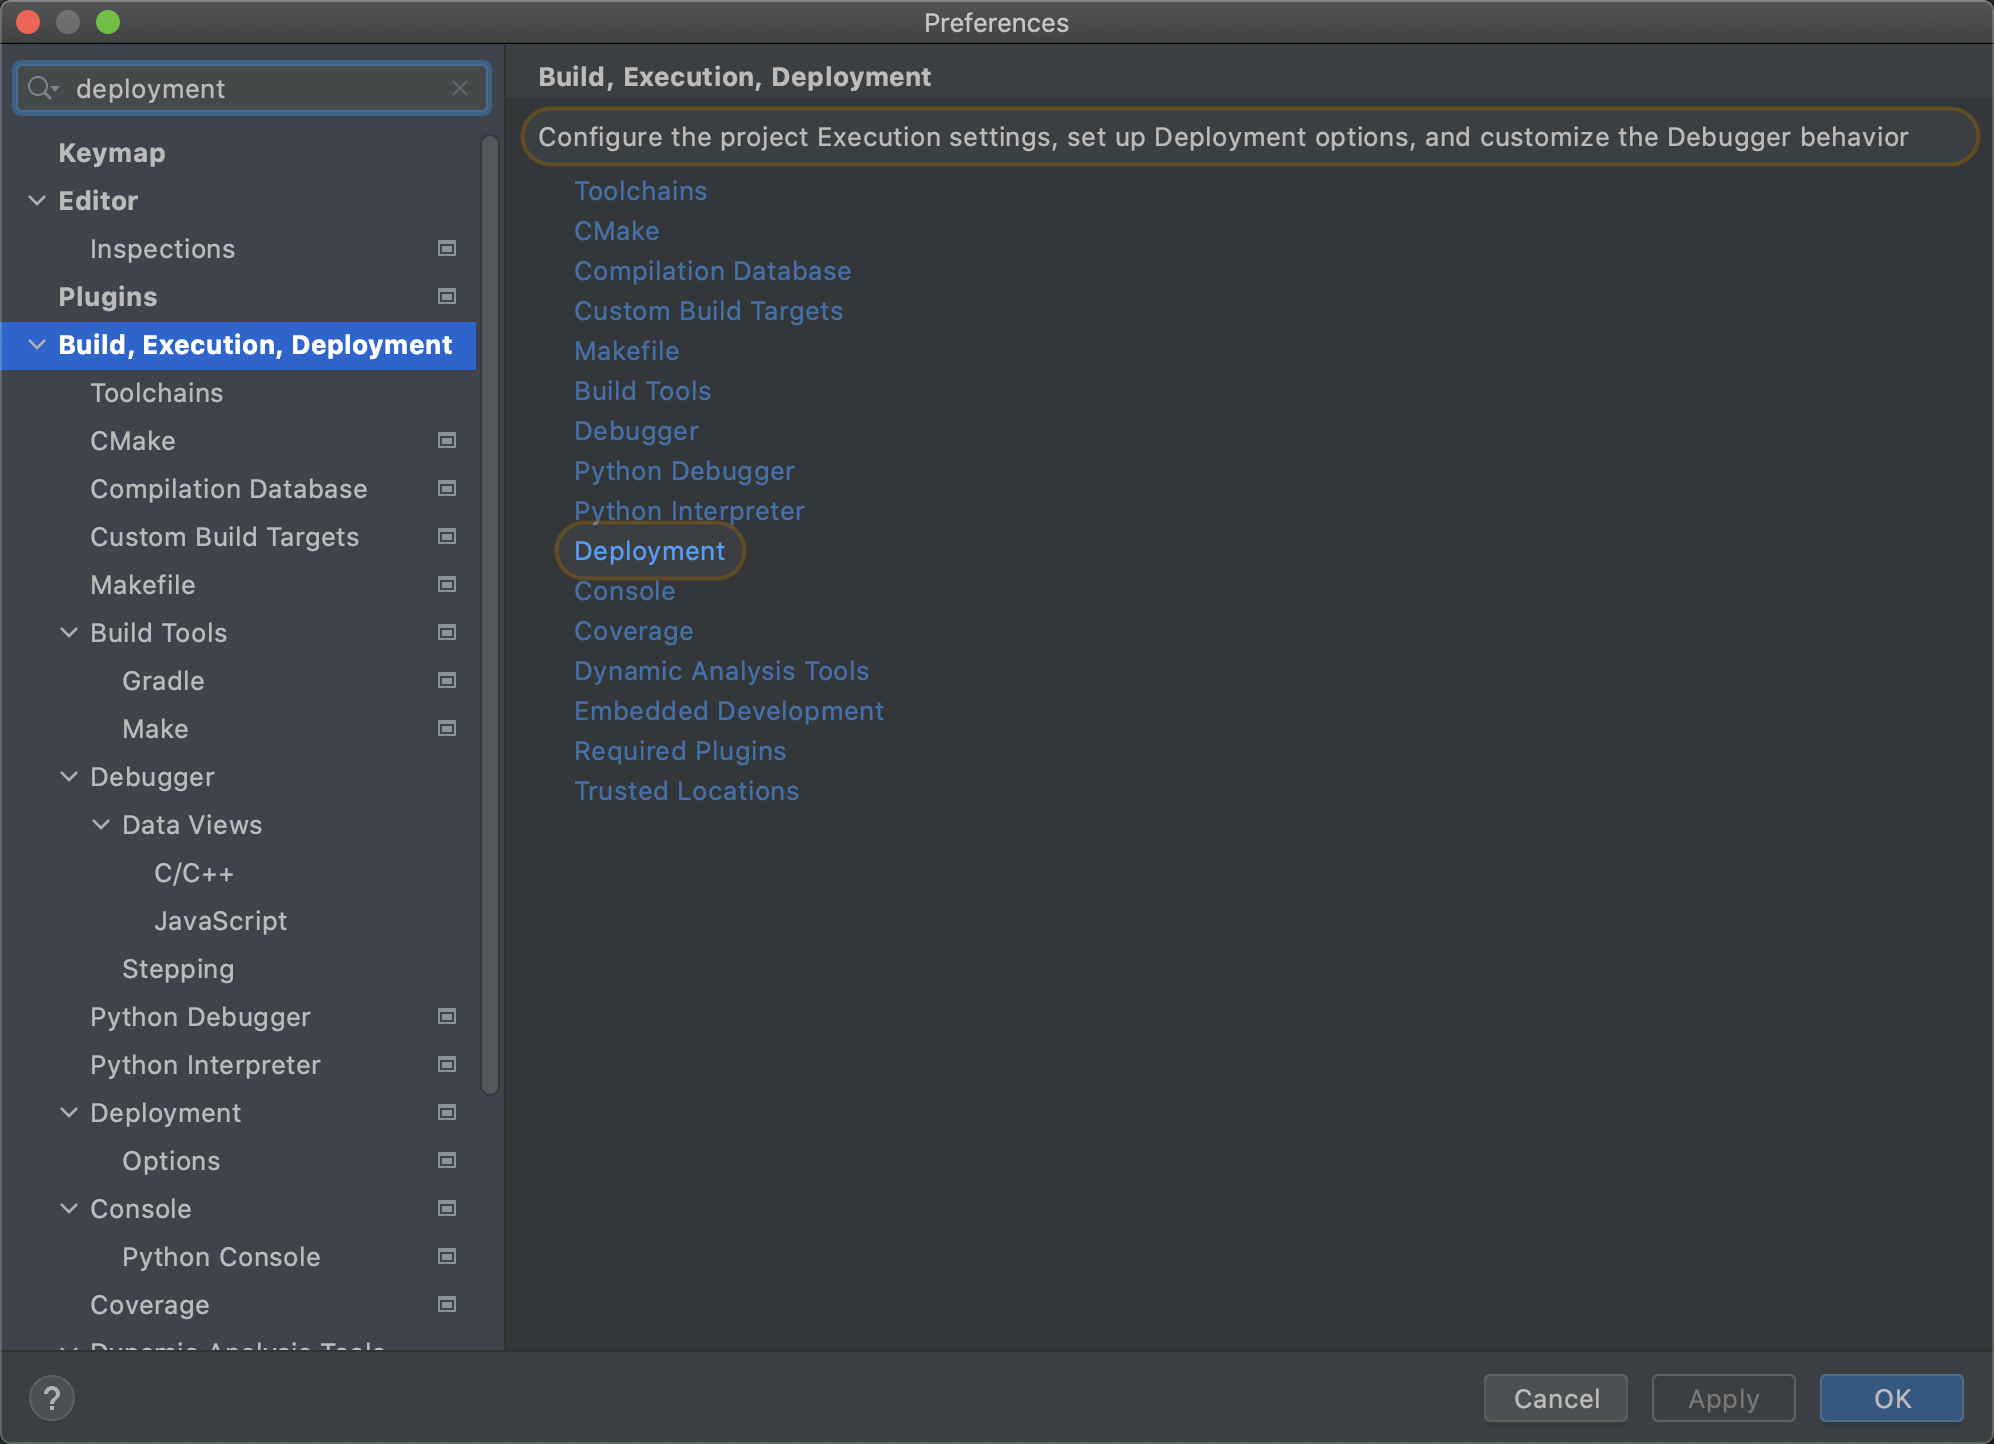 Preferences
deployment
Keymap
Editor
Inspections
Plugins
Build, Execution, Deployment
Toolchains
CMake
Compilation Database
Custom Build Targets
Makefile
Build Tools
Gradle
Make
Debugger
Data Views
C/C++
JavaScript
Stepping
Python Debugger
Python Interpreter
Deployment
Options
Console
Python Console
Coverage
Dynamic Analysis Tools
Build, Execution, Deployment
Configure the project Execution settings, set up Deployment options, and customize the Debugger behavior
Toolchains
CMake
Compilation Database
Custom Build Targets
Makefile
Build Tools
Debugger
Python Debugger
Python Interpreter
Deployment
Console
Coverage
Dynamic Analysis Tools
Embedded Development
Required Plugins
Trusted Locations
?
Cancel
Apply
OK